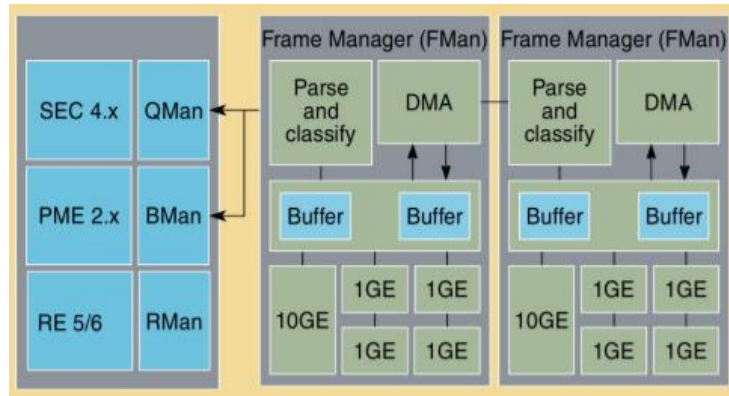 SEC 4.x
QMan
PME 2.x
BMan
RE 5/6
RMan
Frame Manager (FMan)
Parse
and
classify
DMA
Buffer
Buffer
10GE
1GE
1GE
1GE
1GE
Frame Manager (FMan)
Parse
and
classify
DMA
Buffer
Buffer
10GE
1GE
1GE
1GE
1GE